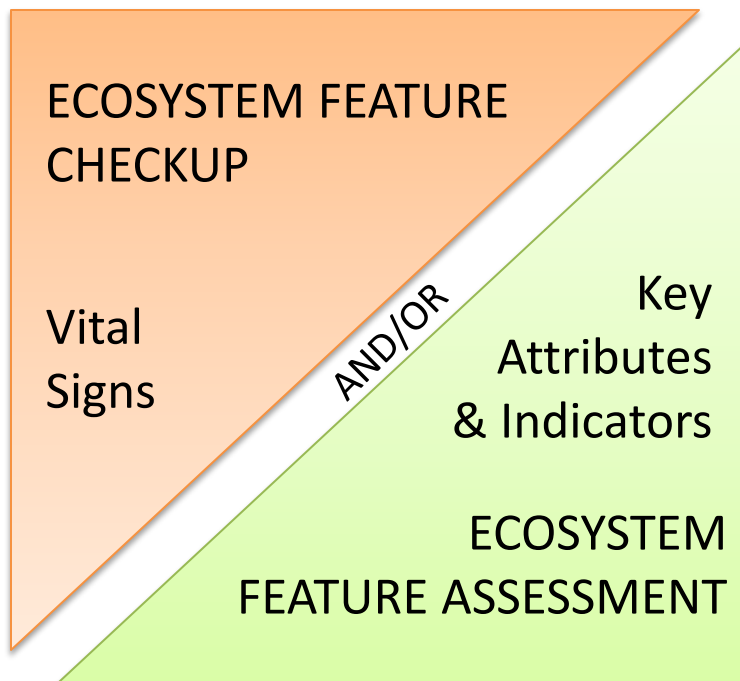 ECOSYSTEM FEATURE
CHECKUP
Vital
Signs
AND/OR
Key
Attributes
& Indicators
ECOSYSTEM
FEATURE ASSESSMENT